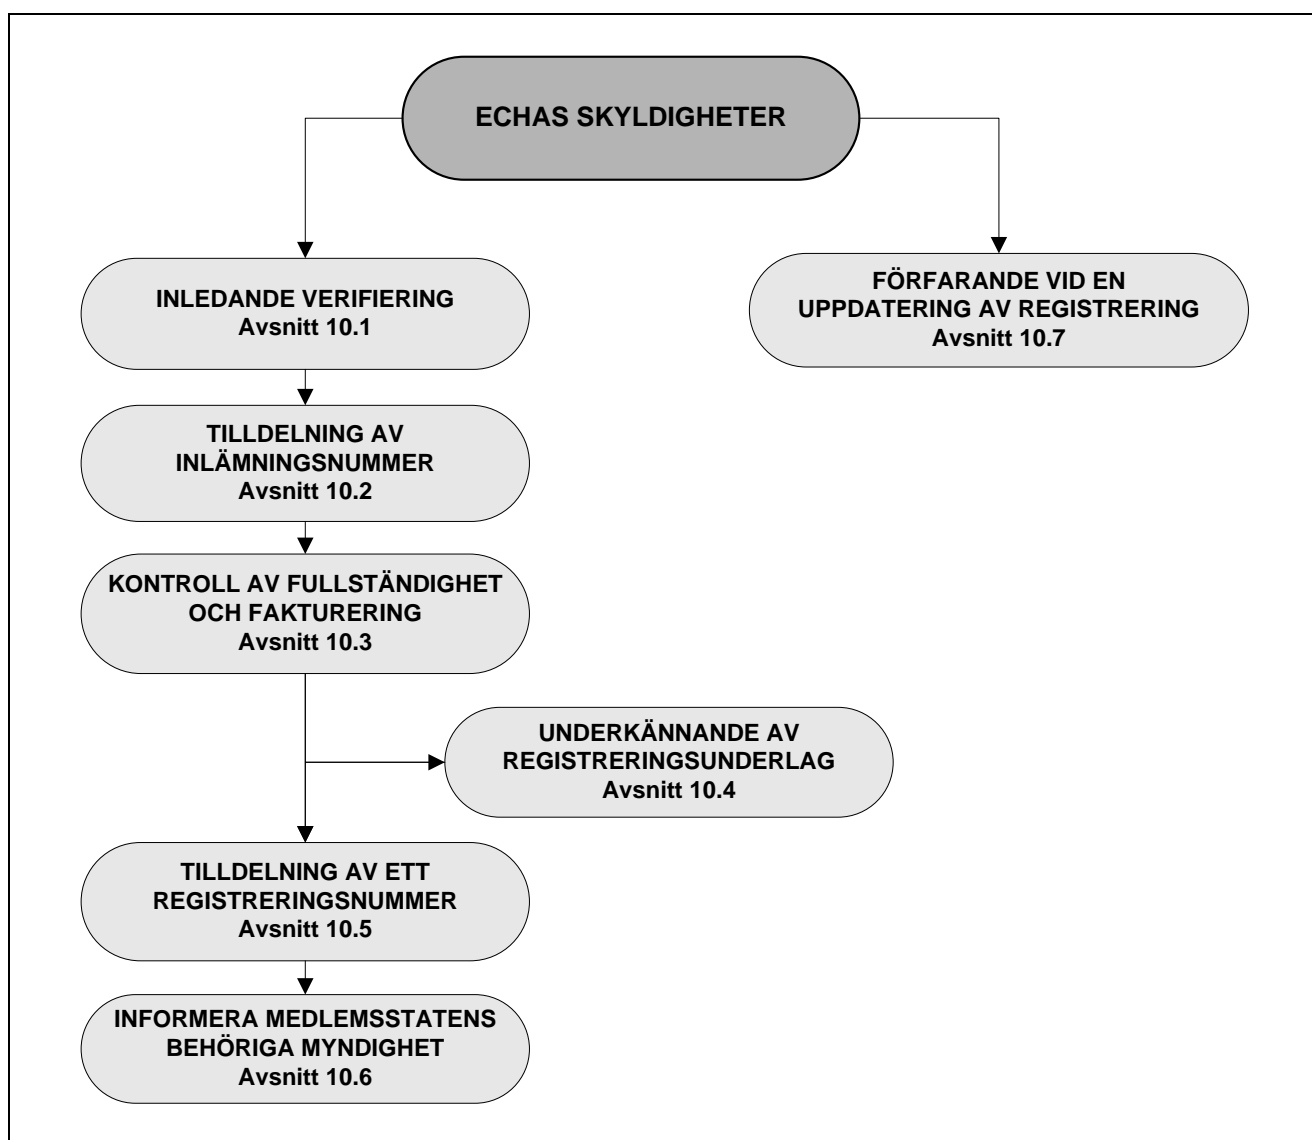 ECHAS SKYLDIGHETER
INLEDANDE VERIFIERING
Avsnitt 10.1
FÖRFARANDE VID EN
UPPDATERING AV REGISTRERING
Avsnitt 10.7
TILLDELNING AV
INLÄMNINGSNUMMER
Avsnitt 10.2
KONTROLL AV FULLSTÄNDIGHET
OCH FAKTURERING
Avsnitt 10.3
UNDERKÄNNANDE AV
REGISTRERINGSUNDERLAG
Avsnitt 10.4
TILLDELNING AV ETT
REGISTRERINGSNUMMER
Avsnitt 10.5
INFORMERA MEDLEMSSTATENS
BEHÖRIGA MYNDIGHET
Avsnitt 10.6